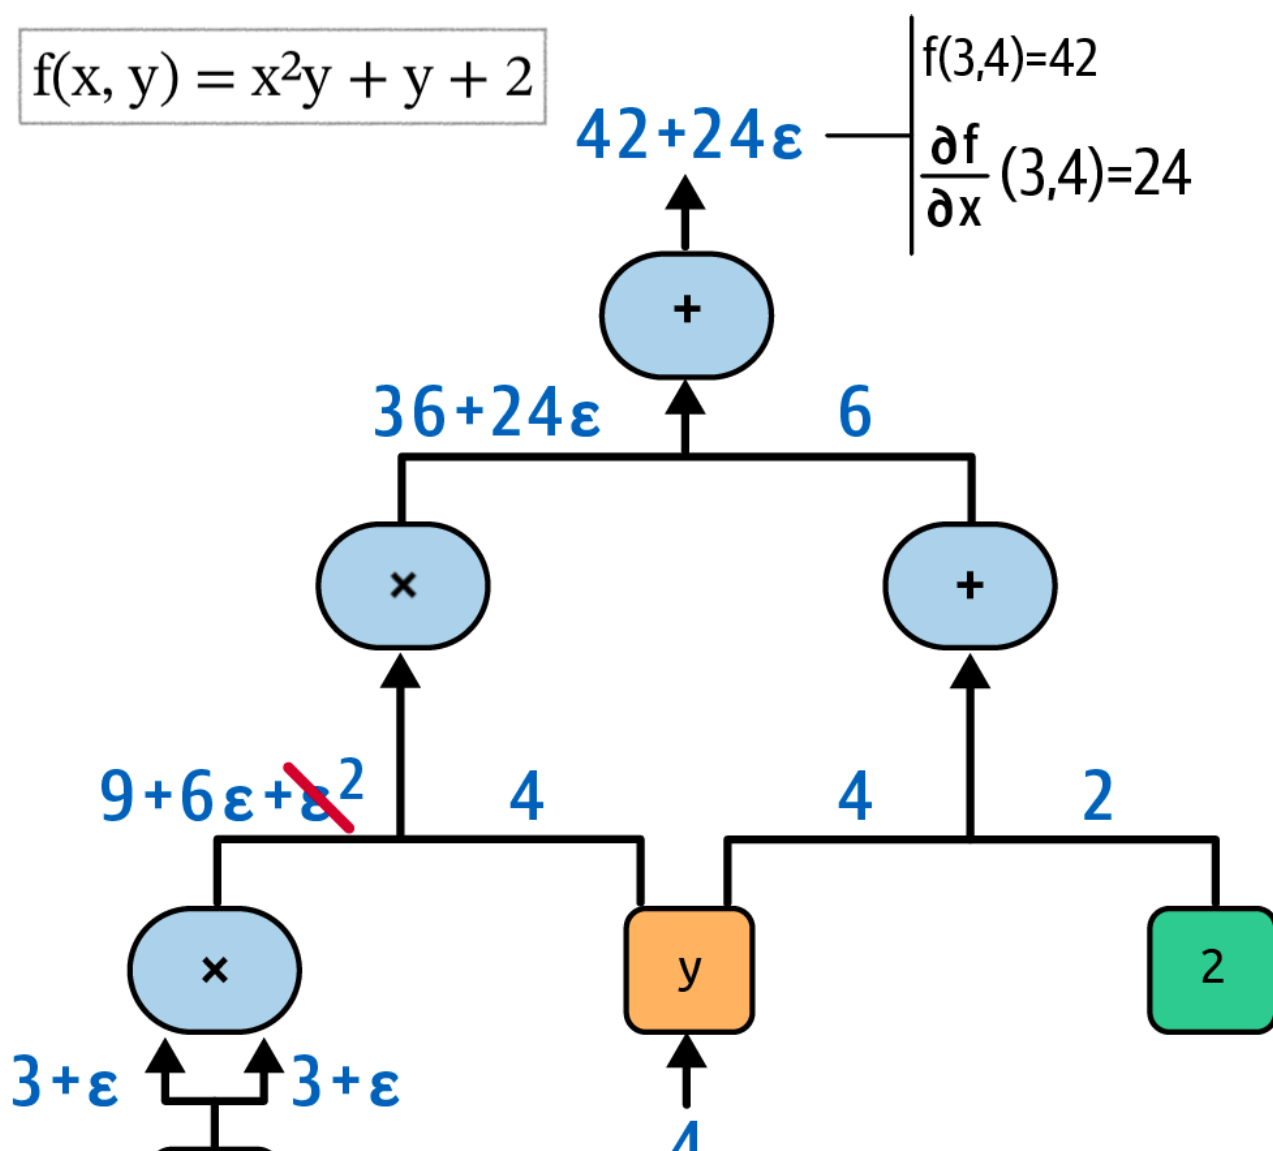 f(x, y) = x²y + y + 2
f(3,4)=42
42+24ε
∂f
∂x
(3,4)=24
+
36+24ε
6
×
+
9+6ε+ε²
4
4
2
×
y
2
3+ε
3+ε
4